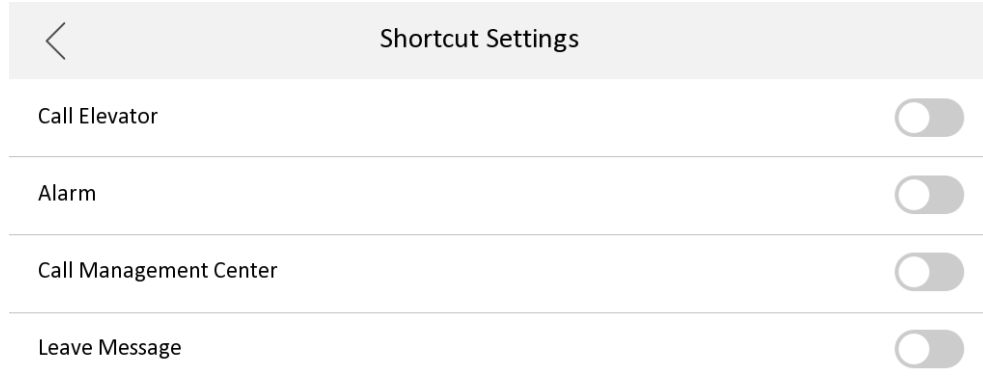 Shortcut Settings
Call Elevator
Alarm
Call Management Center
Leave Message